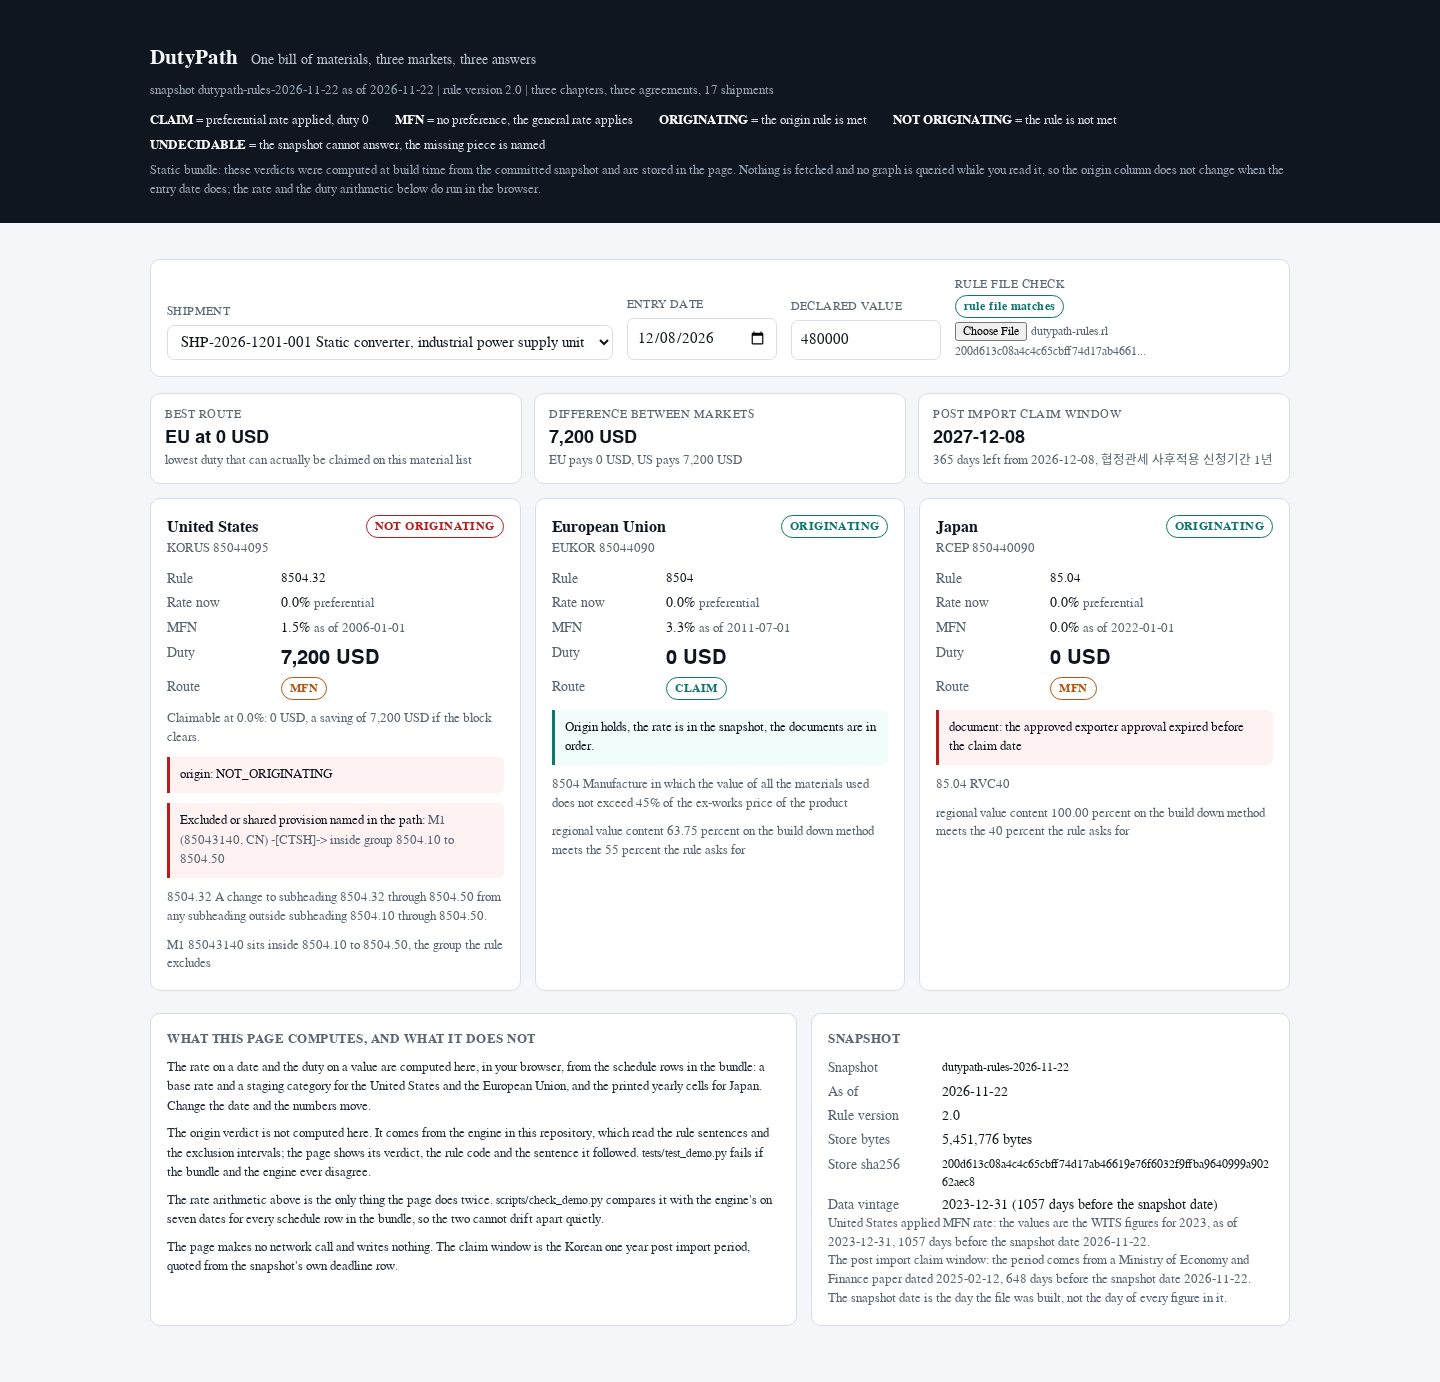 DutyPath One bill of materials, three markets, three answers
snapshot dutypath-rules-2026-11-22 as of 2026-11-22 | rule version 2.0 | three chapters, three agreements, 17 shipments
CLAIM = preferential rate applied, duty 0 MFN = no preference, the general rate applies ORIGINATING = the origin rule is met NOT ORIGINATING = the rule is not met
UNDECIDABLE = the snapshot cannot answer, the missing piece is named
Static bundle: these verdicts were computed at build time from the committed snapshot and are stored in the page. Nothing is fetched and no graph is queried while you read it, so the origin column does not change when the
entry date does; the rate and the duty arithmetic below do run in the browser.
SHIPMENT
SHP-2026-1201-001 Static converter, industrial power supply unit
ENTRY DATE
12/08/2026
DECLARED VALUE
480000
RULE FILE CHECK
rule file matches
Choose File dutypath-rules.rl
200d613c08a4c4c65cbff74d17ab4661...
BEST ROUTE
EU at 0 USD
lowest duty that can actually be claimed on this material list
DIFFERENCE BETWEEN MARKETS
7,200 USD
EU pays 0 USD, US pays 7,200 USD
POST IMPORT CLAIM WINDOW
2027-12-08
365 days left from 2026-12-08, 협정관세 사후적용 신청기간 1년
United States NOT ORIGINATING
KORUS 85044095
Rule 8504.32
Rate now 0.0% preferential
MFN 1.5% as of 2006-01-01
Duty 7,200 USD
Route MFN
Claimable at 0.0%: 0 USD, a saving of 7,200 USD if the block
clears.
origin: NOT_ORIGINATING
Excluded or shared provision named in the path: M1
(85043140, CN) -[CTSH]-> inside group 8504.10 to
8504.50
8504.32 A change to subheading 8504.32 through 8504.50 from
any subheading outside subheading 8504.10 through 8504.50.
M1 85043140 sits inside 8504.10 to 8504.50, the group the rule
excludes
European Union ORIGINATING
EUKOR 85044090
Rule 8504
Rate now 0.0% preferential
MFN 3.3% as of 2011-07-01
Duty 0 USD
Route CLAIM
Origin holds, the rate is in the snapshot, the documents are in
order.
8504 Manufacture in which the value of all the materials used
does not exceed 45% of the ex-works price of the product
regional value content 63.75 percent on the build down method
meets the 55 percent the rule asks for
Japan ORIGINATING
RCEP 850440090
Rule 85.04
Rate now 0.0% preferential
MFN 0.0% as of 2022-01-01
Duty 0 USD
Route MFN
document: the approved exporter approval expired before
the claim date
85.04 RVC40
regional value content 100.00 percent on the build down method
meets the 40 percent the rule asks for
WHAT THIS PAGE COMPUTES, AND WHAT IT DOES NOT
The rate on a date and the duty on a value are computed here, in your browser, from the schedule rows in the bundle: a
base rate and a staging category for the United States and the European Union, and the printed yearly cells for Japan.
Change the date and the numbers move.
The origin verdict is not computed here. It comes from the engine in this repository, which read the rule sentences and
the exclusion intervals; the page shows its verdict, the rule code and the sentence it followed. tests/test_demo.py fails if
the bundle and the engine ever disagree.
The rate arithmetic above is the only thing the page does twice. scripts/check_demo.py compares it with the engine's on
seven dates for every schedule row in the bundle, so the two cannot drift apart quietly.
The page makes no network call and writes nothing. The claim window is the Korean one year post import period,
quoted from the snapshot's own deadline row.
SNAPSHOT
Snapshot dutypath-rules-2026-11-22
As of 2026-11-22
Rule version 2.0
Store bytes 5,451,776 bytes
Store sha256 200d613c08a4c4c65cbff74d17ab46619e76f6032f9ffba9640999a902
62aec8
Data vintage 2023-12-31 (1057 days before the snapshot date)
United States applied MFN rate: the values are the WITS figures for 2023, as of
2023-12-31, 1057 days before the snapshot date 2026-11-22.
The post import claim window: the period comes from a Ministry of Economy and
Finance paper dated 2025-02-12, 648 days before the snapshot date 2026-11-22.
The snapshot date is the day the file was built, not the day of every figure in it.